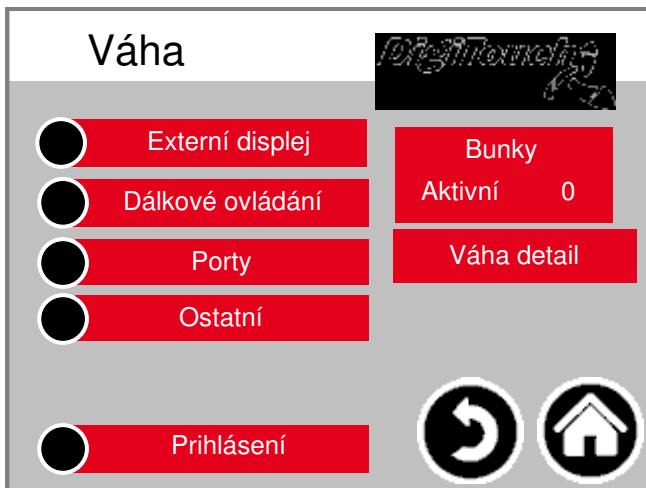 Váha
DigiTouch
Externí displej
Bunky
Aktivní 0
Dálkové ovládání
Porty
Váha detail
Ostatní
Prihlásení